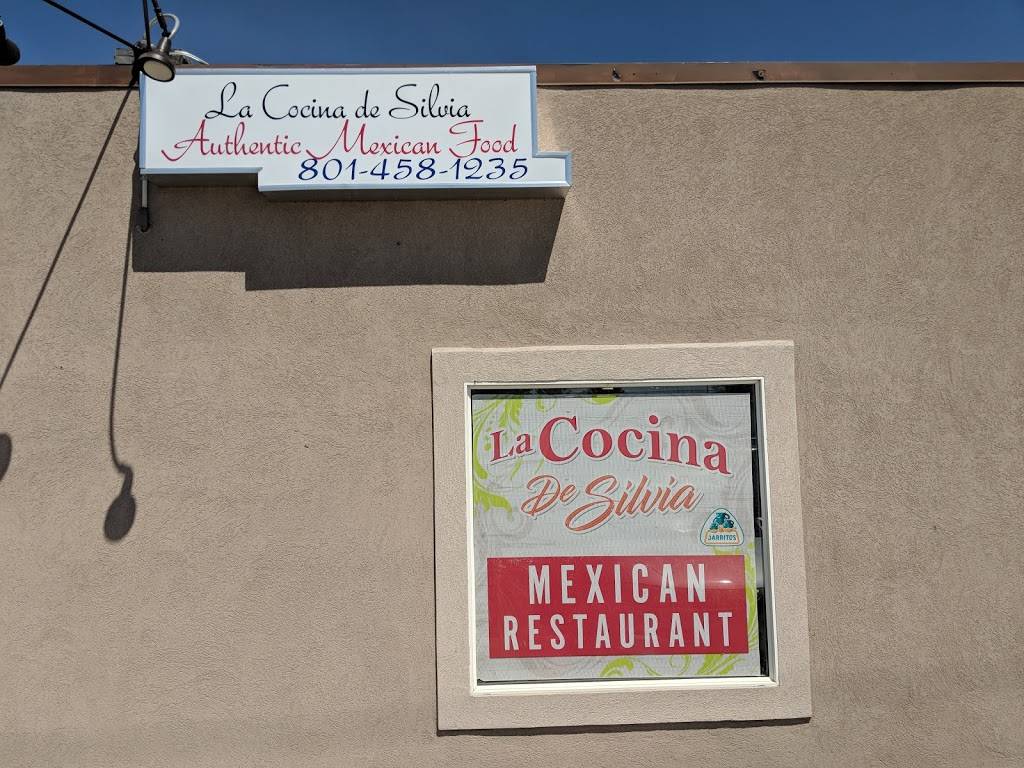 La Cocina de Silvia
Authentic Mexican Food
801-458-1235
La Cocina
De Silvia
JARRITOS
MEXICAN
RESTAURANT